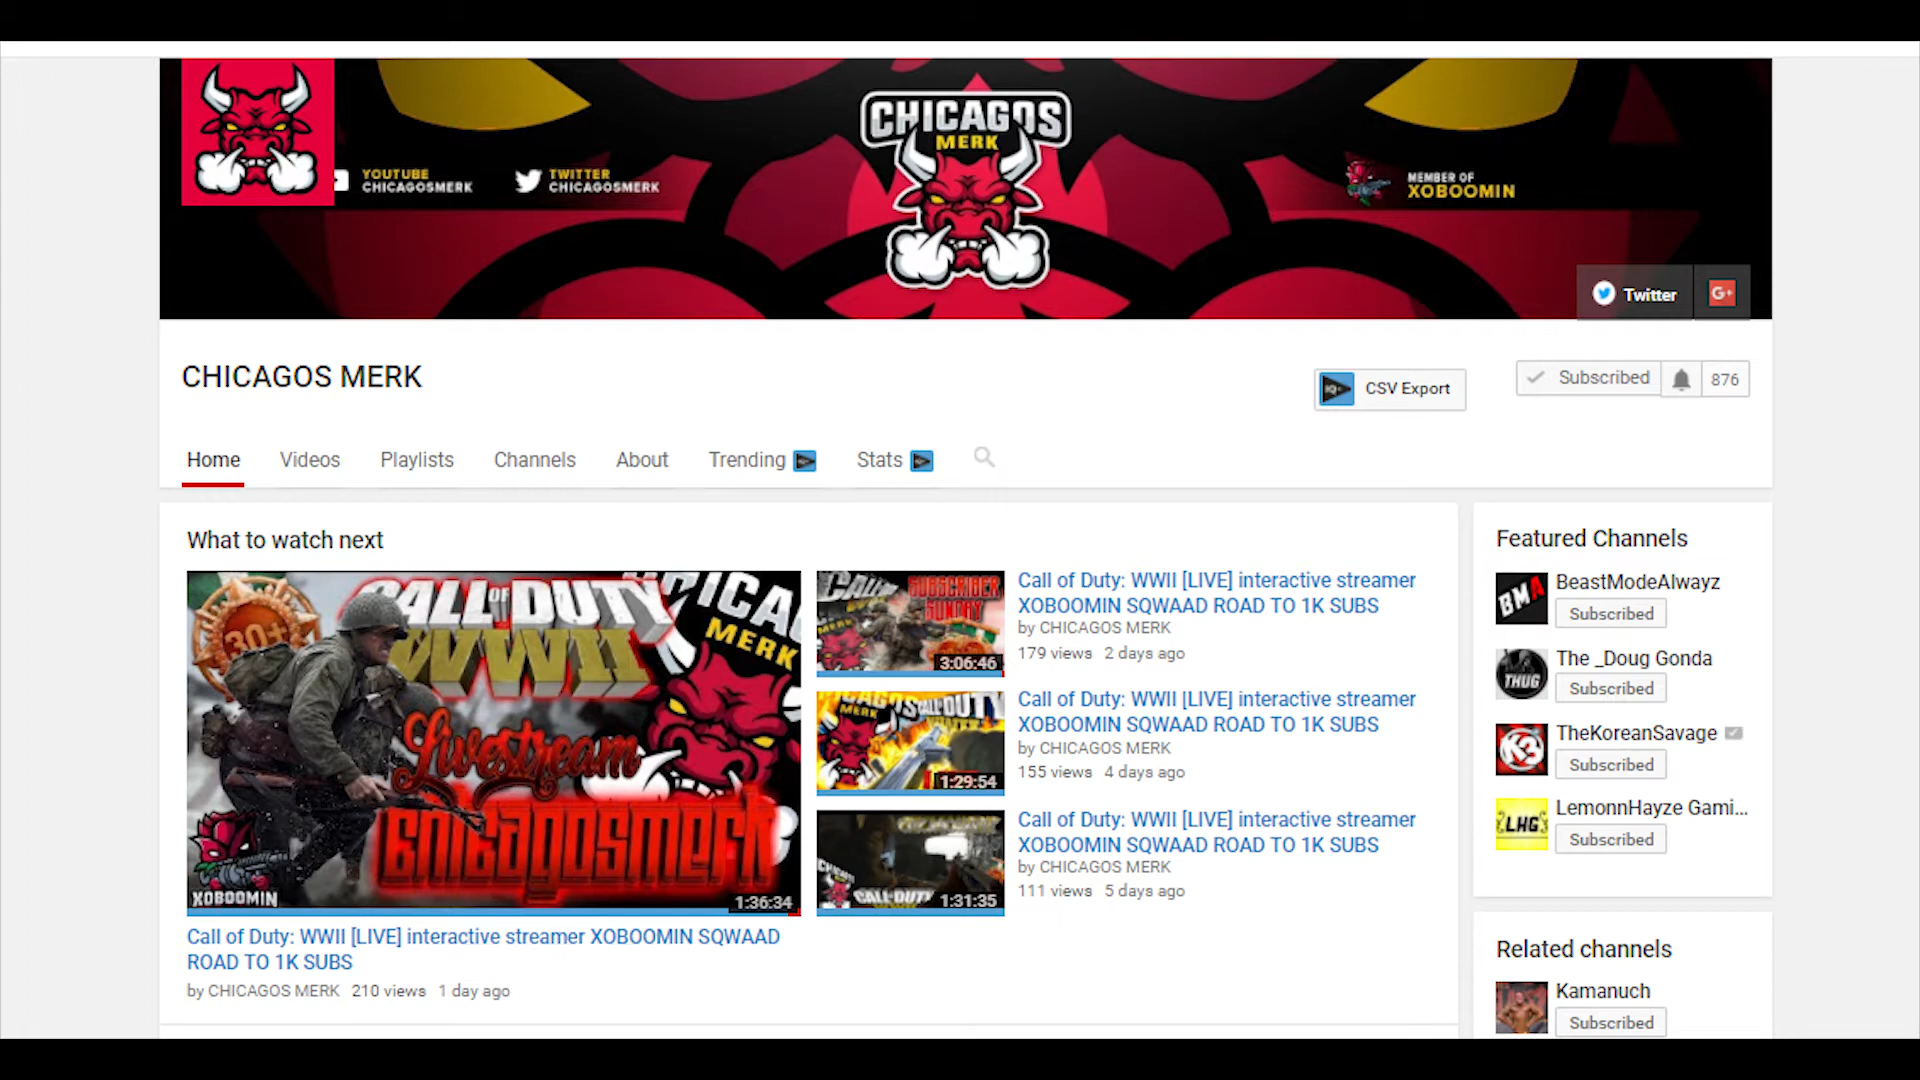 CHICAGOS
MERK
YOUTUBE
CHICAGOSMERK
TWITTER
CHICAGOSMERK
MEMBER OF
XOBOOMIN
Twitter
G+
CHICAGOS MERK
CSV Export
Subscribed
876
Home
Videos
Playlists
Channels
About
Trending
Stats
What to watch next
30+
CALL OF DUTY
WWII
MERK
Livestream
Chicagosmerk
XOBOOMIN
1:36:34
Call of Duty: WWII [LIVE] interactive streamer XOBOOMIN SQWAAD
ROAD TO 1K SUBS
by CHICAGOS MERK 210 views 1 day ago
SUBSCRIBER
SUNDAY
3:06:46
Call of Duty: WWII [LIVE] interactive streamer
XOBOOMIN SQWAAD ROAD TO 1K SUBS
by CHICAGOS MERK
179 views 2 days ago
MERK
1:29:54
Call of Duty: WWII [LIVE] interactive streamer
XOBOOMIN SQWAAD ROAD TO 1K SUBS
by CHICAGOS MERK
155 views 4 days ago
CALL OF DUTY
1:31:35
Call of Duty: WWII [LIVE] interactive streamer
XOBOOMIN SQWAAD ROAD TO 1K SUBS
by CHICAGOS MERK
111 views 5 days ago
Featured Channels
BMA
BeastModeAlwayz
Subscribed
THUG
The _Doug Gonda
Subscribed
K3
TheKoreanSavage
Subscribed
LHG
LemonnHayze Gami...
Subscribed
Related channels
Kamanuch
Subscribed